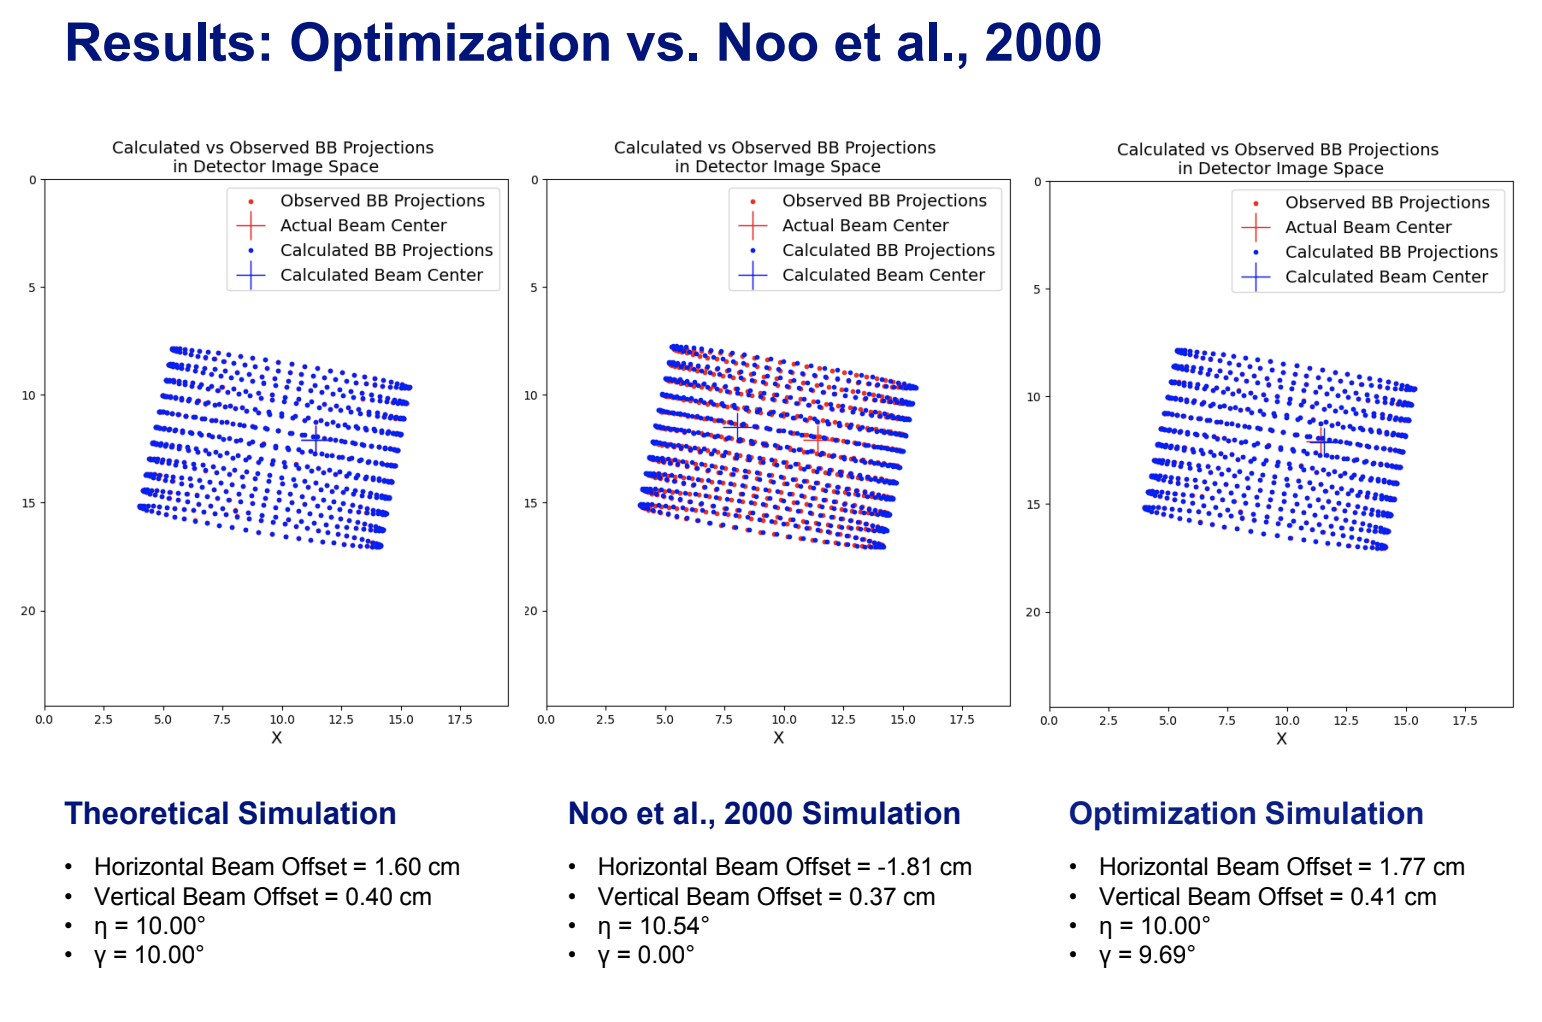 Results: Optimization vs. Noo et al., 2000
Calculated vs Observed BB Projections
in Detector Image Space
Observed BB Projections
Actual Beam Center
Calculated BB Projections
Calculated Beam Center
0
5
10
15
20
0.0 2.5 5.0 7.5 10.0 12.5 15.0 17.5
X
Calculated vs Observed BB Projections
in Detector Image Space
Observed BB Projections
Actual Beam Center
Calculated BB Projections
Calculated Beam Center
0
5
10
15
20
0.0 2.5 5.0 7.5 10.0 12.5 15.0 17.5
X
Calculated vs Observed BB Projections
in Detector Image Space
Observed BB Projections
Actual Beam Center
Calculated BB Projections
Calculated Beam Center
0
5
10
15
20
0.0 2.5 5.0 7.5 10.0 12.5 15.0 17.5
X
Theoretical Simulation
• Horizontal Beam Offset = 1.60 cm
• Vertical Beam Offset = 0.40 cm
• η = 10.00°
• γ = 10.00°
Noo et al., 2000 Simulation
• Horizontal Beam Offset = -1.81 cm
• Vertical Beam Offset = 0.37 cm
• η = 10.54°
• γ = 0.00°
Optimization Simulation
• Horizontal Beam Offset = 1.77 cm
• Vertical Beam Offset = 0.41 cm
• η = 10.00°
• γ = 9.69°